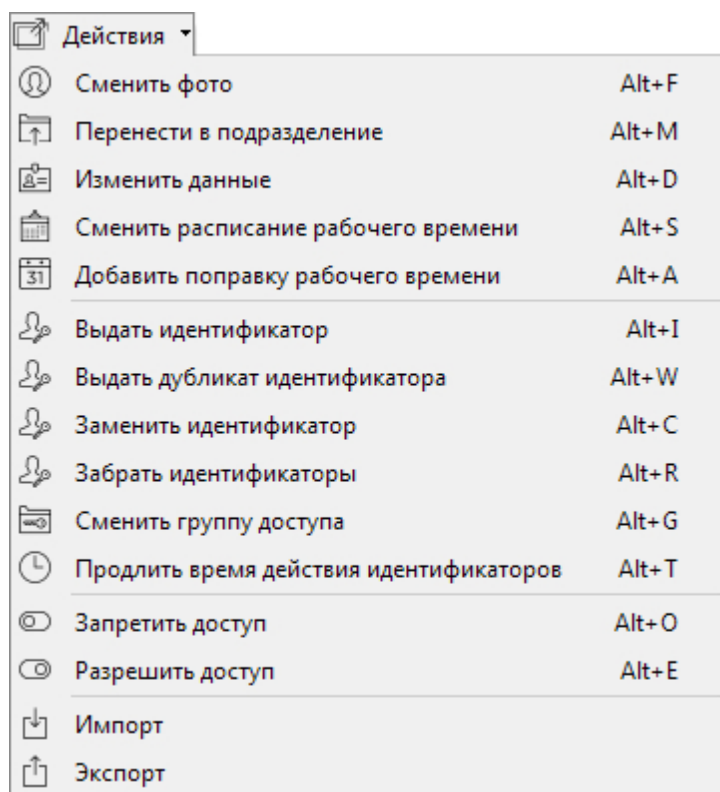 Действия
Сменить фото Alt+F
Перенести в подразделение Alt+M
Изменить данные Alt+D
Сменить расписание рабочего времени Alt+S
31 Добавить поправку рабочего времени Alt+A
Выдать идентификатор Alt+I
Выдать дубликат идентификатора Alt+W
Заменить идентификатор Alt+C
Забрать идентификаторы Alt+R
Сменить группу доступа Alt+G
Продлить время действия идентификаторов Alt+T
Запретить доступ Alt+O
Разрешить доступ Alt+E
Импорт
Экспорт